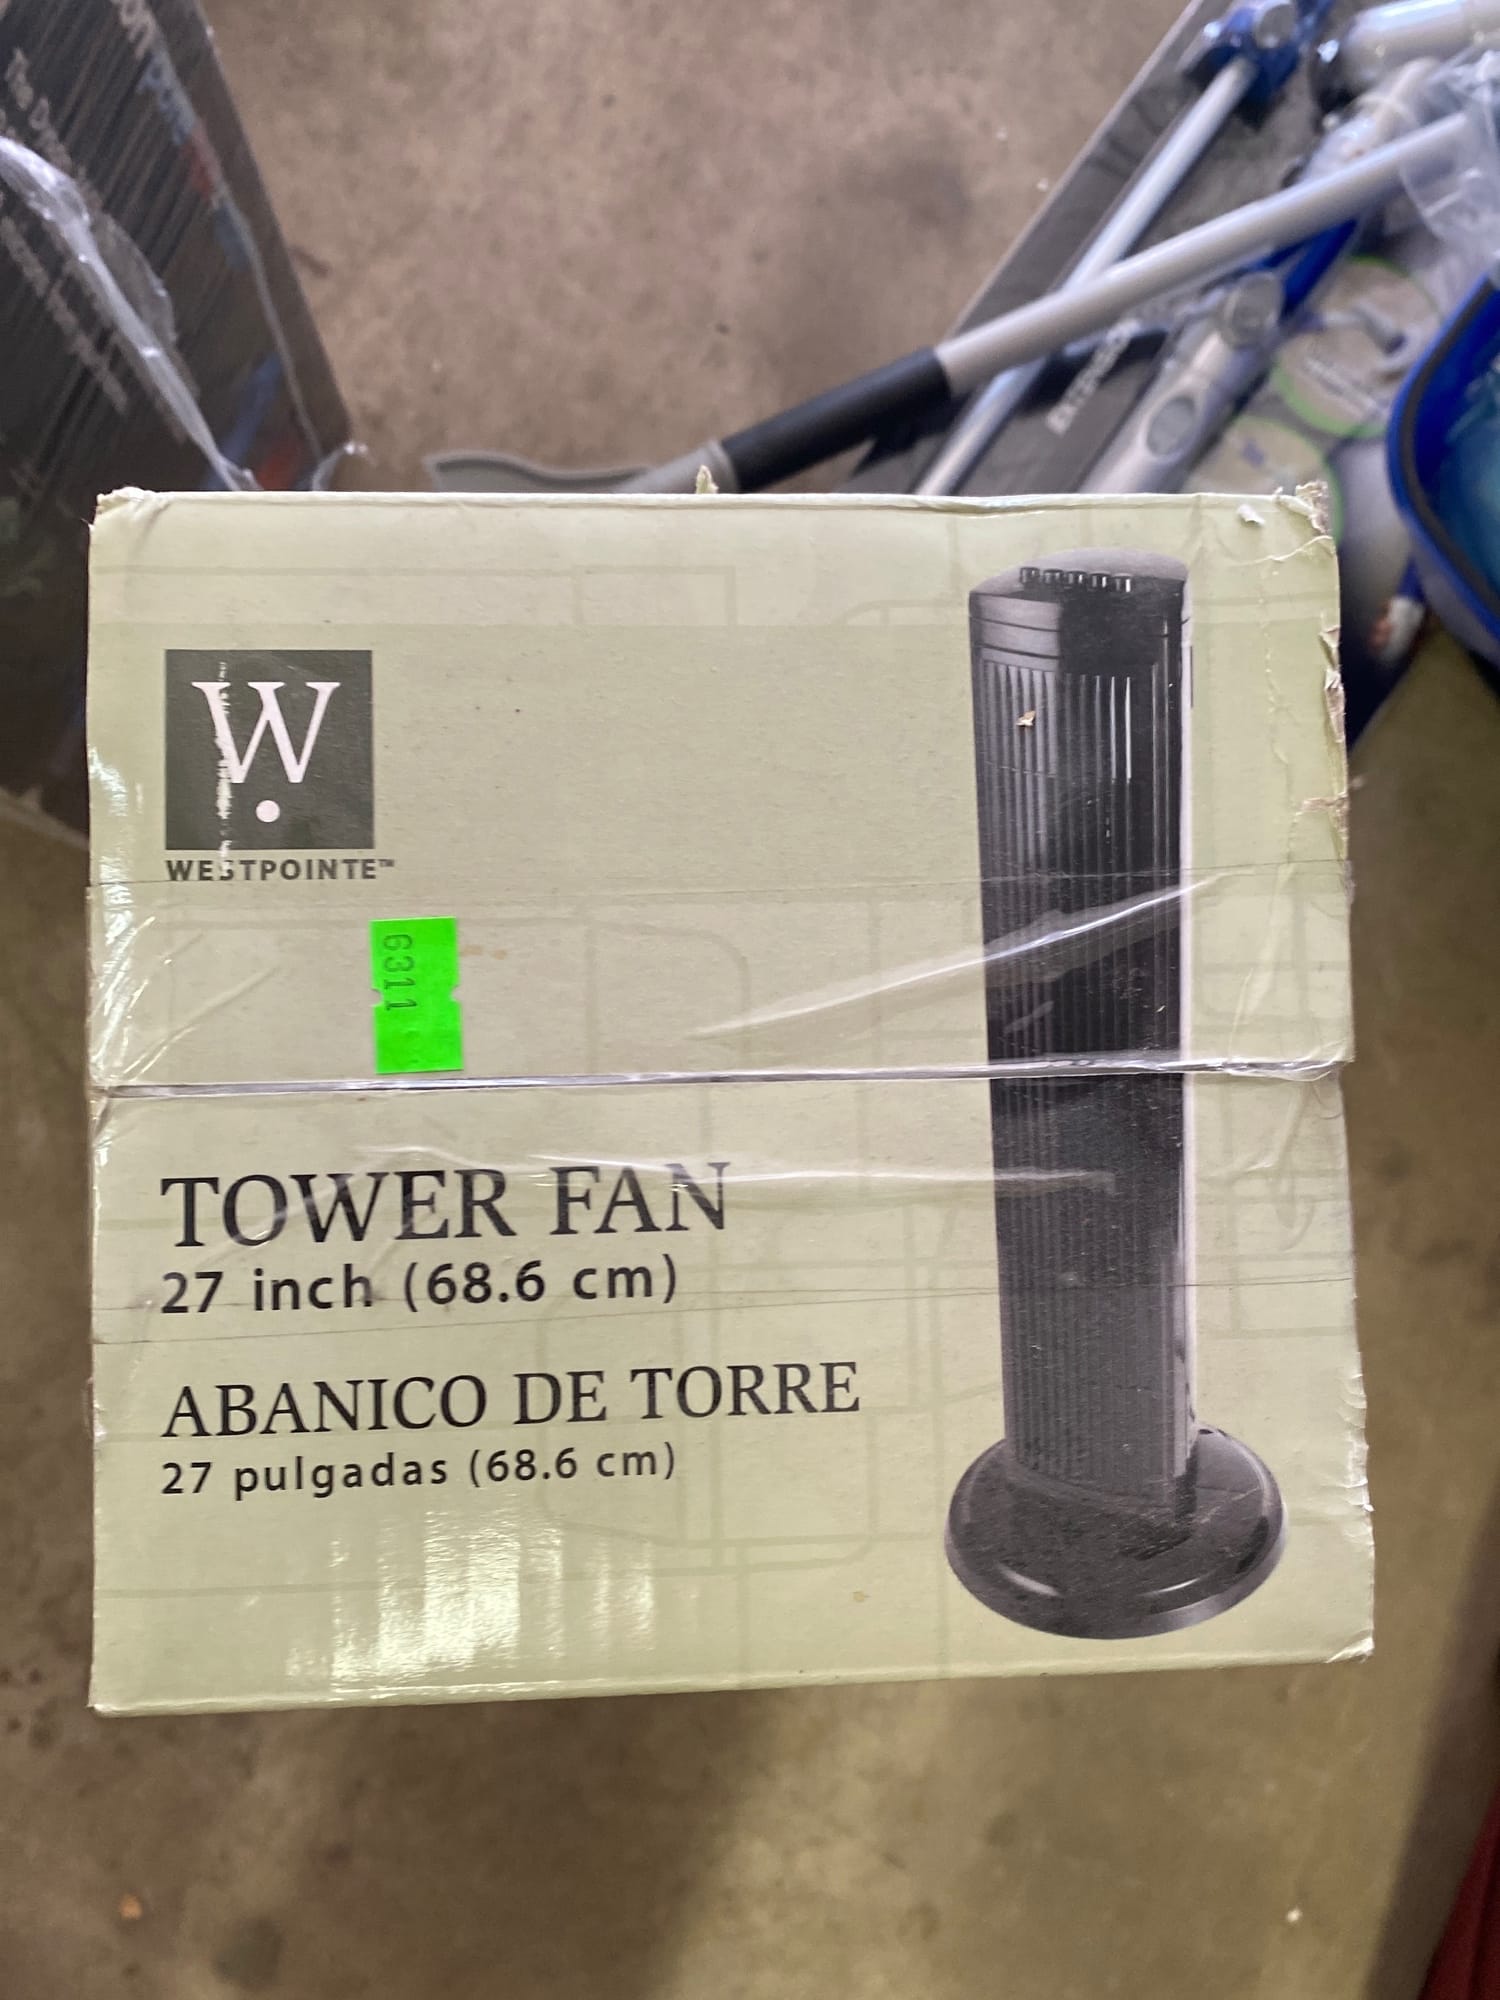 W
WESTPOINTE™
6311
TOWER FAN
27 inch (68.6 cm)
ABANICO DE TORRE
27 pulgadas (68.6 cm)